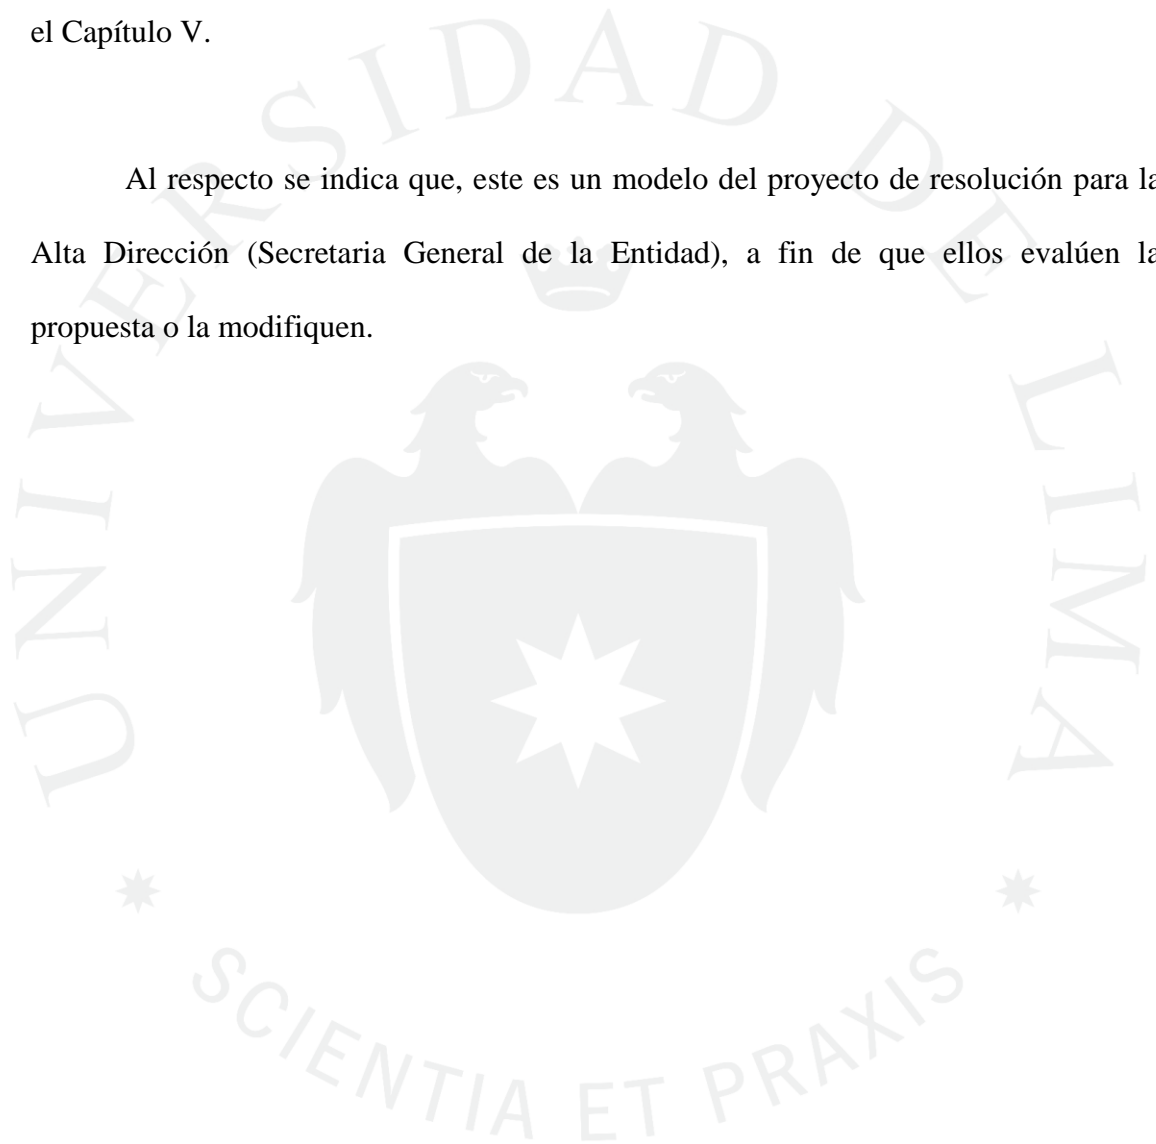 el Capítulo V.
Al respecto se indica que, este es un modelo del proyecto de resolución para la
Alta Dirección (Secretaria General de la Entidad), a fin de que ellos evalúen la
propuesta o la modifiquen.
UNIVERSIDAD DE LIMA
SCIENTIA ET PRAXIS